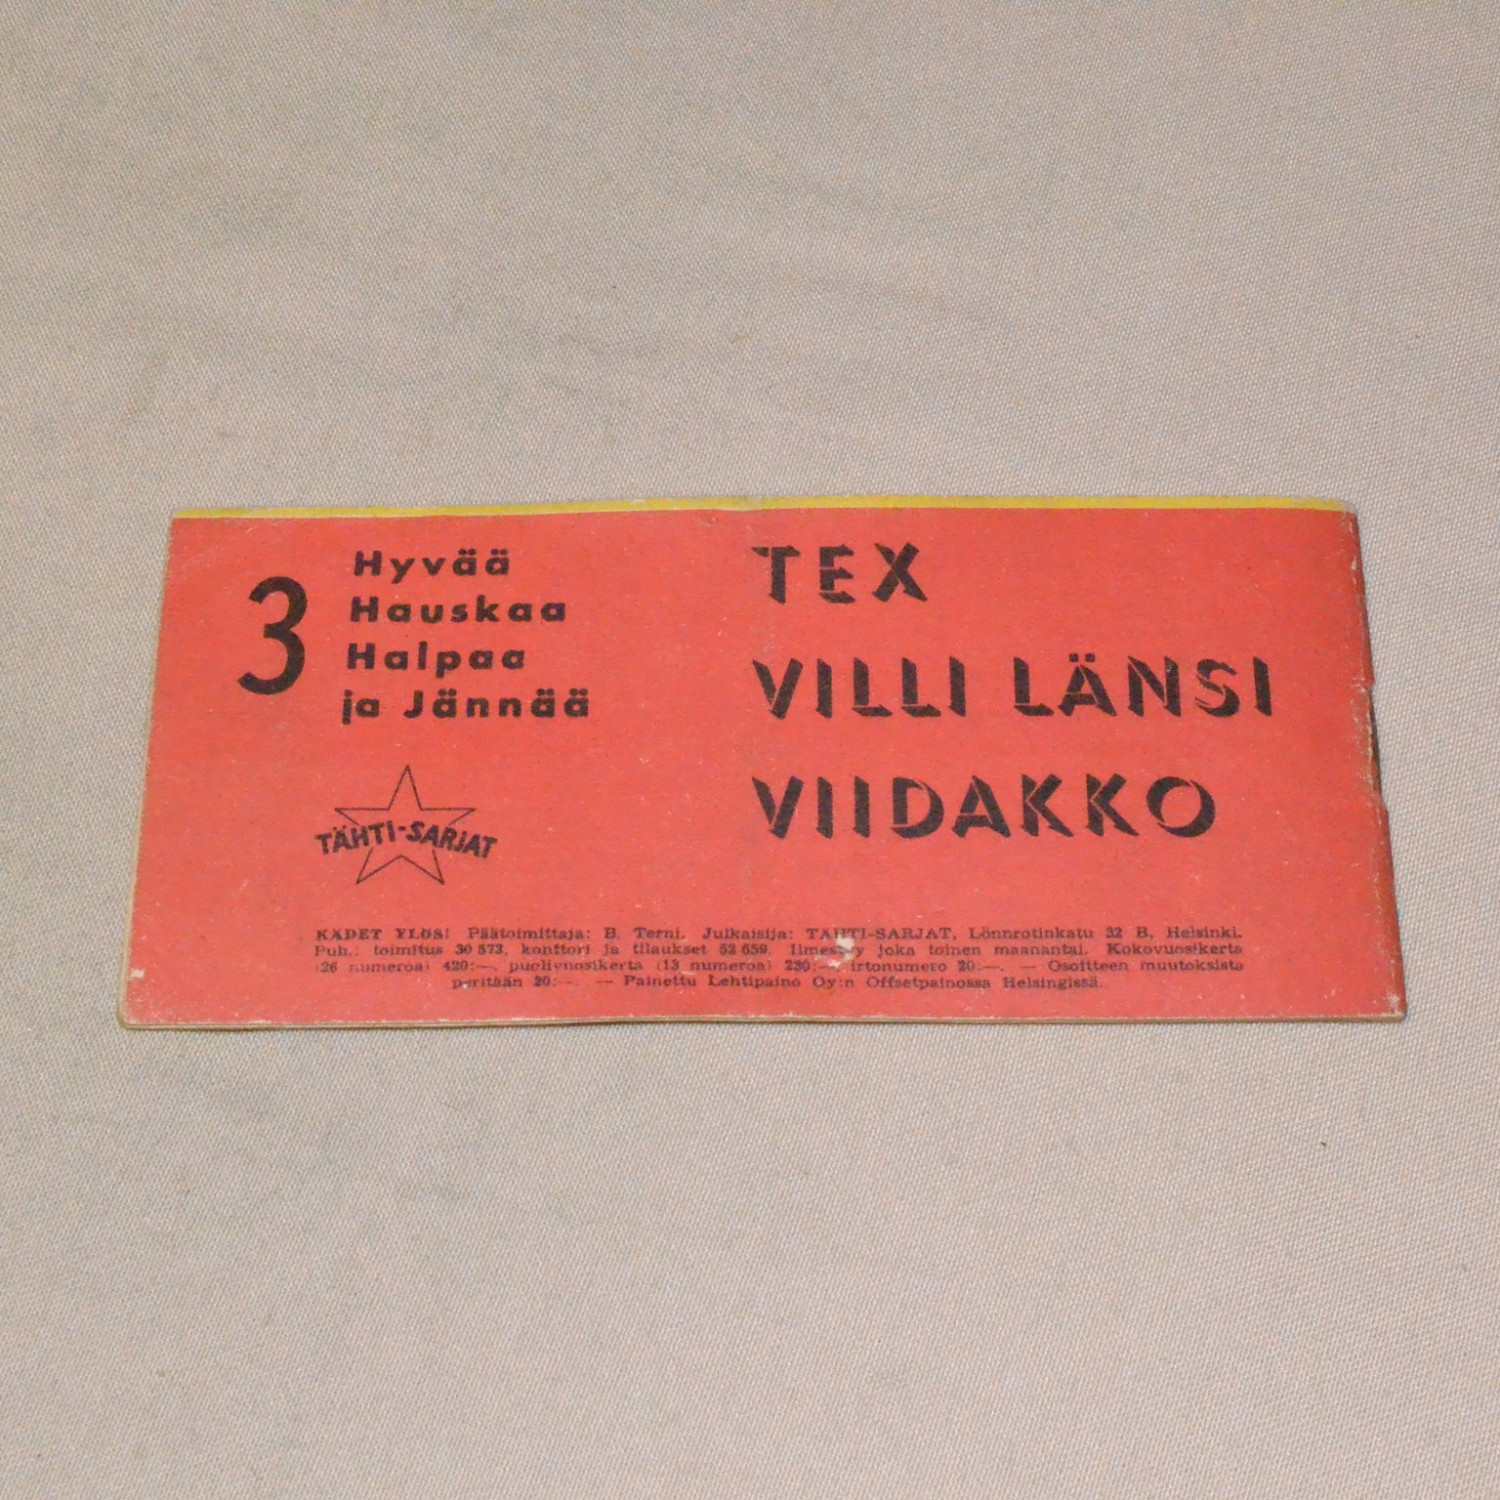 3
Hyvää
Hauskaa
Halpaa
ja Jännää
TÄHTI-SARJAT
TEX
VILLI LÄNSI
VIIDAKKO
KÄDET YLÖS! Päätoimittaja: B. Terni. Julkaisija: TÄHTI-SARJAT, Lönnrotinkatu 32 B, Helsinki.
Puh.: toimitus 30 573, konttori ja tilaukset 52 659. Ilmestyy joka toinen maanantai. Kokovuosikerta
(26 numeroa) 420:—, puolivuosikerta (13 numeroa) 230:—, irtonumero 20:—. — Osoitteen muutoksista
peritään 20:—. — Painettu Lehtipaino Oy:n Offsetpainossa Helsingissä.